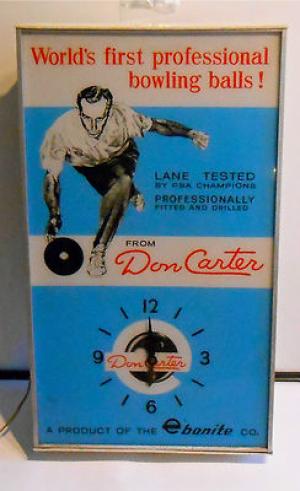 World's first professional
bowling balls!
LANE TESTED
BY PBA CHAMPIONS
PROFESSIONALLY
FITTED AND DRILLED
FROM
Don Carter
12
9
Don Carter
3
6
A PRODUCT OF THE ebonite CO.